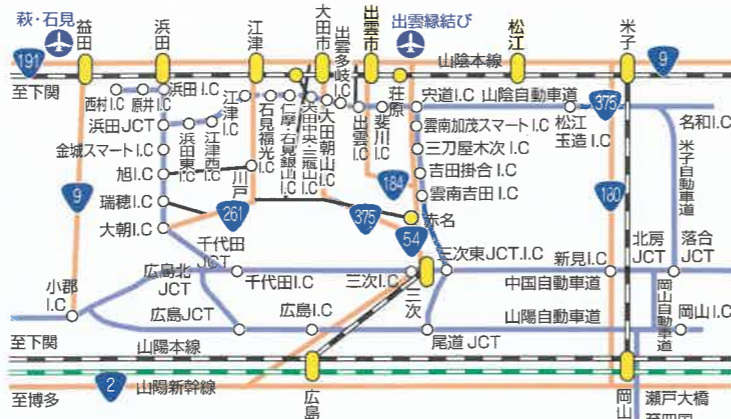 萩・石見
益田
浜田
江津
大田市
出雲多岐I.C
出雲市
出雲縁結び
松江
米子
191
9
山陰本線
至下関
西村I.C
原井I.C
浜田I.C
江津I.C
石見福光I.C
仁摩・石見銀山I.C
大田中央・三瓶山I.C
大田朝山I.C
出雲I.C
斐川I.C
荘原
宍道I.C
山陰自動車道
375
松江玉造I.C
名和I.C
浜田JCT
浜田東I.C
江津西I.C
雲南加茂スマートI.C
金城スマートI.C
三刀屋木次I.C
米子自動車道
旭I.C
川戸
吉田掛合I.C
9
184
180
瑞穂I.C
雲南吉田I.C
261
375
赤名
大朝I.C
54
千代田JCT
三次東JCT.I.C
新見I.C
北房JCT
落合JCT
広島北JCT
千代田I.C
三次I.C
三次
中国自動車道
小郡I.C
岡山自動車道
広島JCT
広島I.C
山陽自動車道
岡山I.C
至下関
尾道JCT
山陽本線
2
山陽新幹線
至博多
広島
岡山
瀬戸大橋
至四国